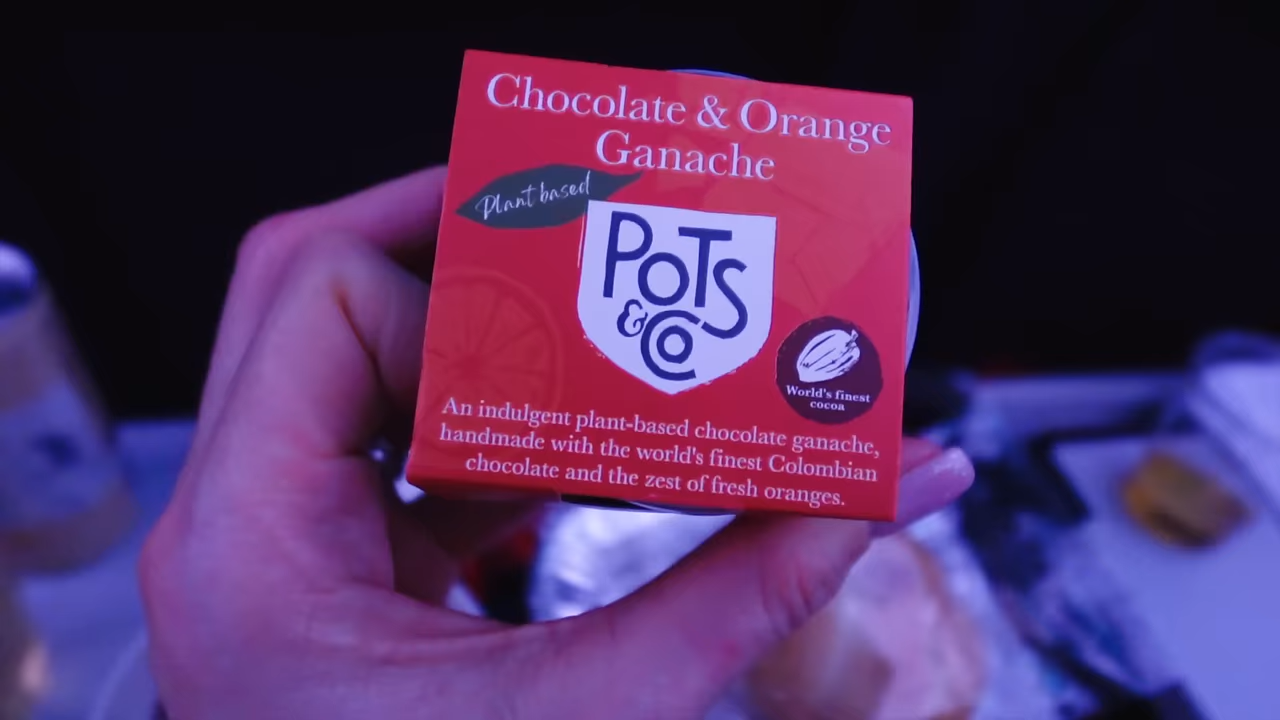 Chocolate & Orange
Ganache
Plant based
POTS
& Co
World's finest
cocoa
An indulgent plant-based chocolate ganache,
handmade with the world's finest Colombian
chocolate and the zest of fresh oranges.